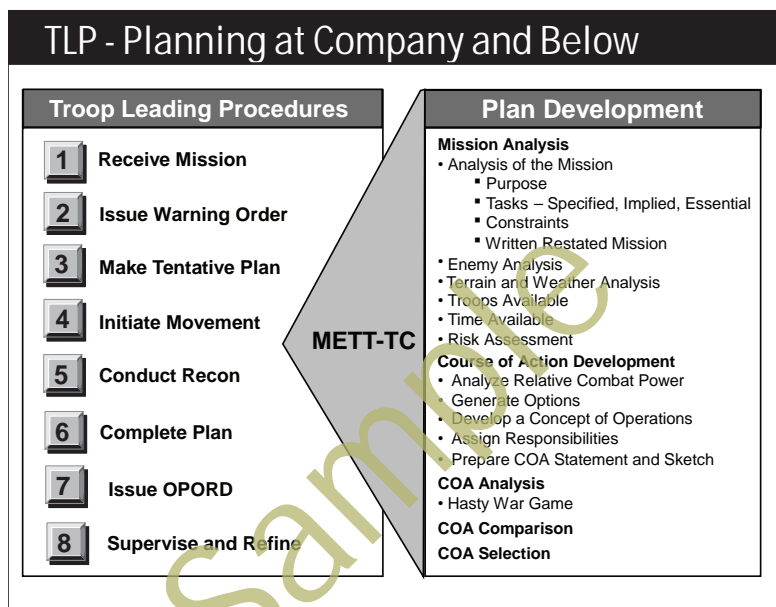 TLP - Planning at Company and Below
Troop Leading Procedures
1 Receive Mission
2 Issue Warning Order
3 Make Tentative Plan
4 Initiate Movement
5 Conduct Recon
6 Complete Plan
7 Issue OPORD
8 Supervise and Refine
METT-TC
Plan Development
Mission Analysis
• Analysis of the Mission
▪ Purpose
▪ Tasks – Specified, Implied, Essential
▪ Constraints
▪ Written Restated Mission
• Enemy Analysis
• Terrain and Weather Analysis
• Troops Available
• Time Available
• Risk Assessment
Course of Action Development
• Analyze Relative Combat Power
• Generate Options
• Develop a Concept of Operations
• Assign Responsibilities
• Prepare COA Statement and Sketch
COA Analysis
• Hasty War Game
COA Comparison
COA Selection
Sample